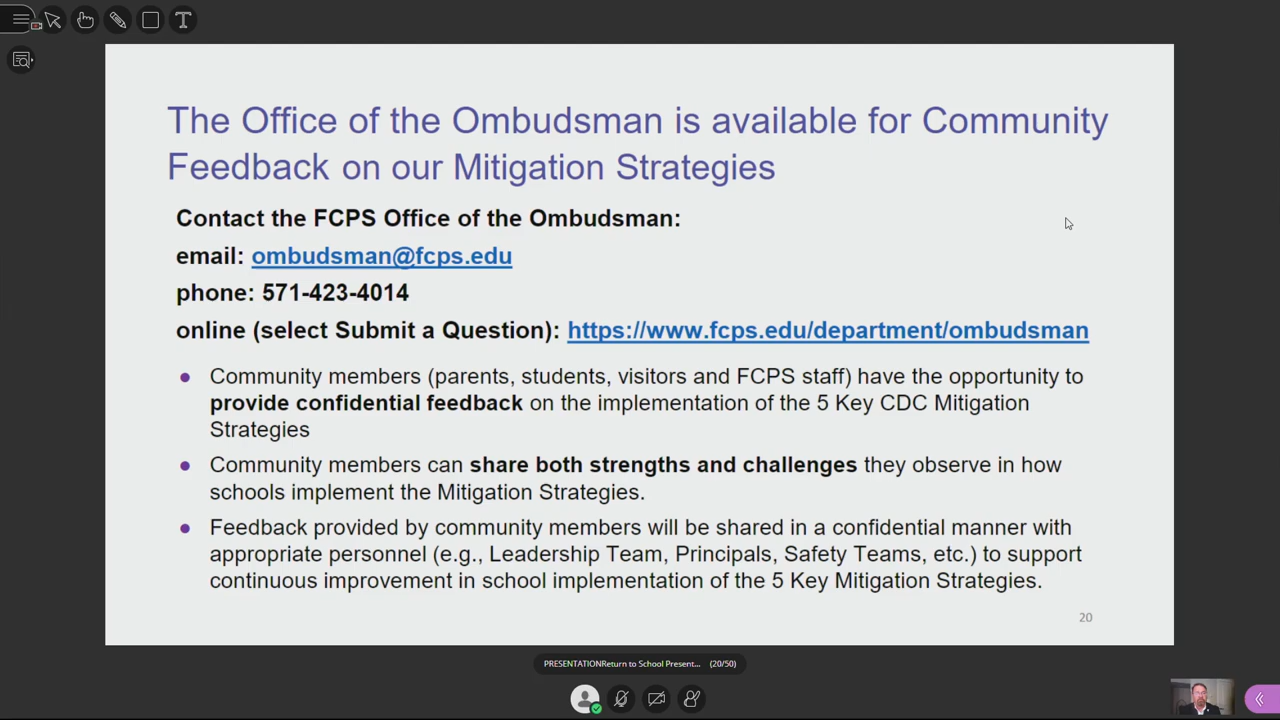 The Office of the Ombudsman is available for Community
Feedback on our Mitigation Strategies
Contact the FCPS Office of the Ombudsman:
email: ombudsman@fcps.edu
phone: 571-423-4014
online (select Submit a Question): https://www.fcps.edu/department/ombudsman
● Community members (parents, students, visitors and FCPS staff) have the opportunity to
provide confidential feedback on the implementation of the 5 Key CDC Mitigation
Strategies
● Community members can share both strengths and challenges they observe in how
schools implement the Mitigation Strategies.
● Feedback provided by community members will be shared in a confidential manner with
appropriate personnel (e.g., Leadership Team, Principals, Safety Teams, etc.) to support
continuous improvement in school implementation of the 5 Key Mitigation Strategies.
20
PRESENTATIONReturn to School Present... (20/50)